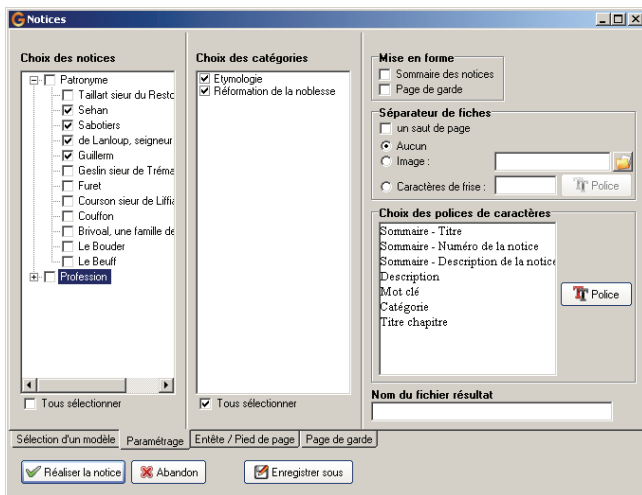 Notices
Choix des notices
Patronyme
Taillart sieur du Resto
Sehan
Sabotiers
de Lanloup, seigneur
Guillerm
Geslin sieur de Tréma
Furet
Courson sieur de Liffia
Couffon
Brivoal, une famille de
Le Bouder
Le Beuff
Profession
Tous sélectionner
Choix des catégories
Etymologie
Réformation de la noblesse
Tous sélectionner
Mise en forme
Sommaire des notices
Page de garde
Séparateur de fiches
un saut de page
Aucun
Image :
Caractères de frise :
Police
Choix des polices de caractères
Sommaire - Titre
Sommaire - Numéro de la notice
Sommaire - Description de la notice
Description
Mot clé
Catégorie
Titre chapitre
Police
Nom du fichier résultat
Sélection d'un modèle Paramétrage Entête / Pied de page Page de garde
Réaliser la notice Abandon Enregistrer sous